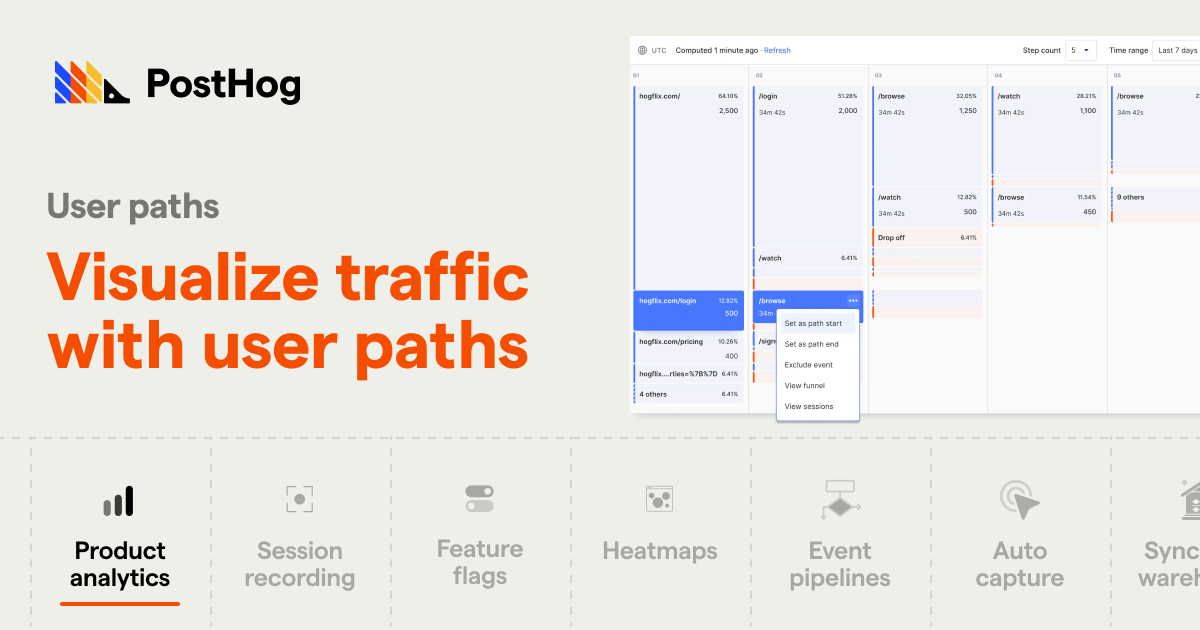 PostHog
User paths
Visualize traffic
with user paths
UTC Computed 1 minute ago · Refresh
Step count 5 Time range Last 7 days
01 02 03 04 05
hogflix.com/ 64.10%
2,500
/login 51.28%
34m 42s 2,000
/browse 32.05%
34m 42s 1,250
/watch 28.21%
34m 42s 1,100
/browse
34m 42s
/watch 12.82%
34m 42s 500
/browse 11.54%
34m 42s 450
9 others
Drop off 6.41%
/watch 6.41%
hogflix.com/login 12.82%
500
/browse •••
34m
Set as path start
Set as path end
Exclude event
View funnel
View sessions
hogflix.com/pricing 10.26%
400
/sign
hogflix....rties=%7B%7D 6.41%
4 others 6.41%
Product
analytics
Session
recording
Feature
flags
Heatmaps
Event
pipelines
Auto
capture
Sync
wareh